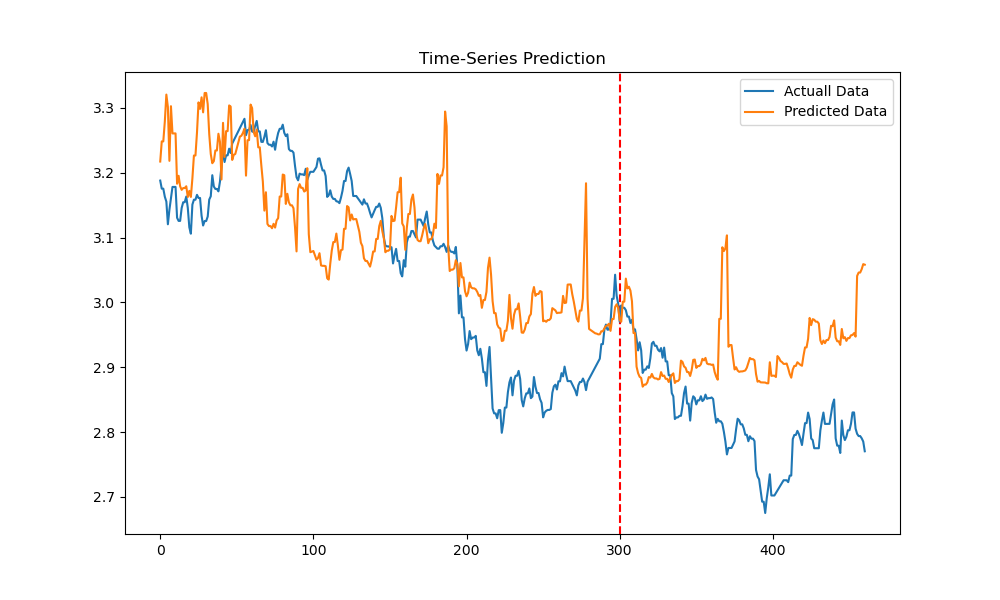 Time-Series Prediction
Actuall Data
Predicted Data
3.3
3.2
3.1
3.0
2.9
2.8
2.7
0 100 200 300 400